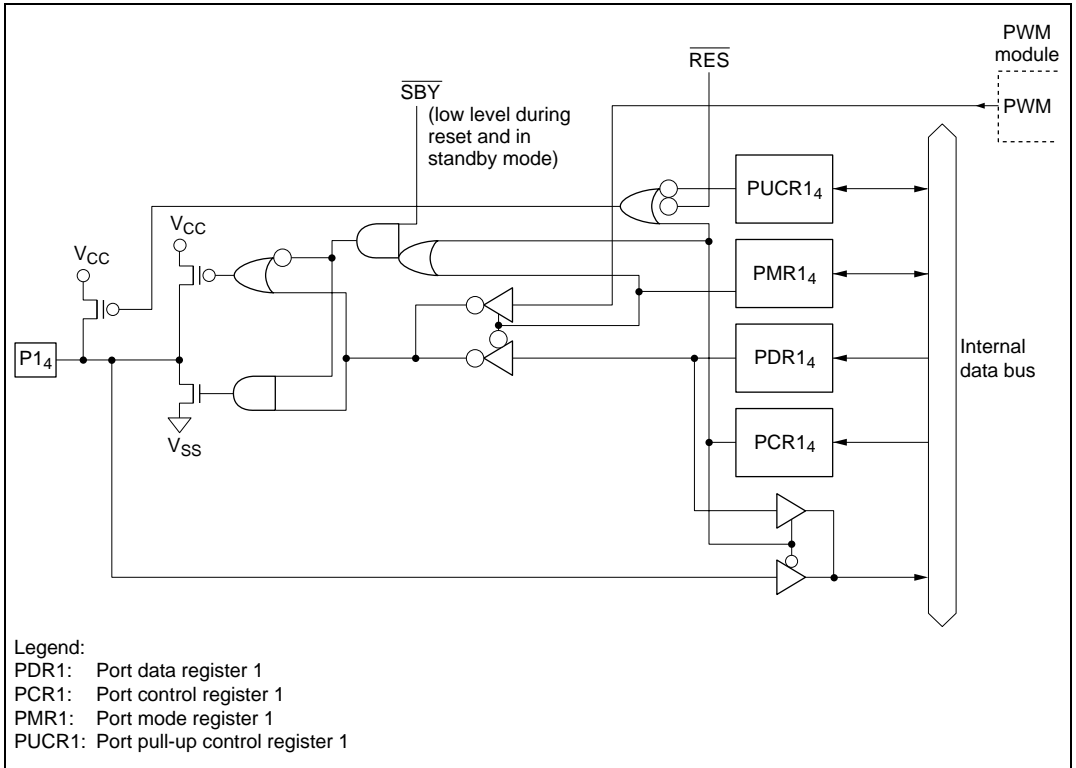 PWM
module
RES
SBY
(low level during
reset and in
standby mode)
PWM
PUCR1₄
VCC
VCC
PMR1₄
P1₄
PDR1₄
Internal
data bus
PCR1₄
VSS
Legend:
PDR1: Port data register 1
PCR1: Port control register 1
PMR1: Port mode register 1
PUCR1: Port pull-up control register 1